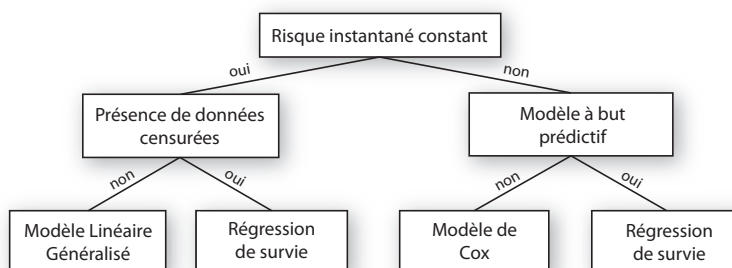 Risque instantané constant
oui
non
Présence de données
censurées
Modèle à but
prédictif
non
oui
non
oui
Modèle Linéaire
Généralisé
Régression
de survie
Modèle de
Cox
Régression
de survie